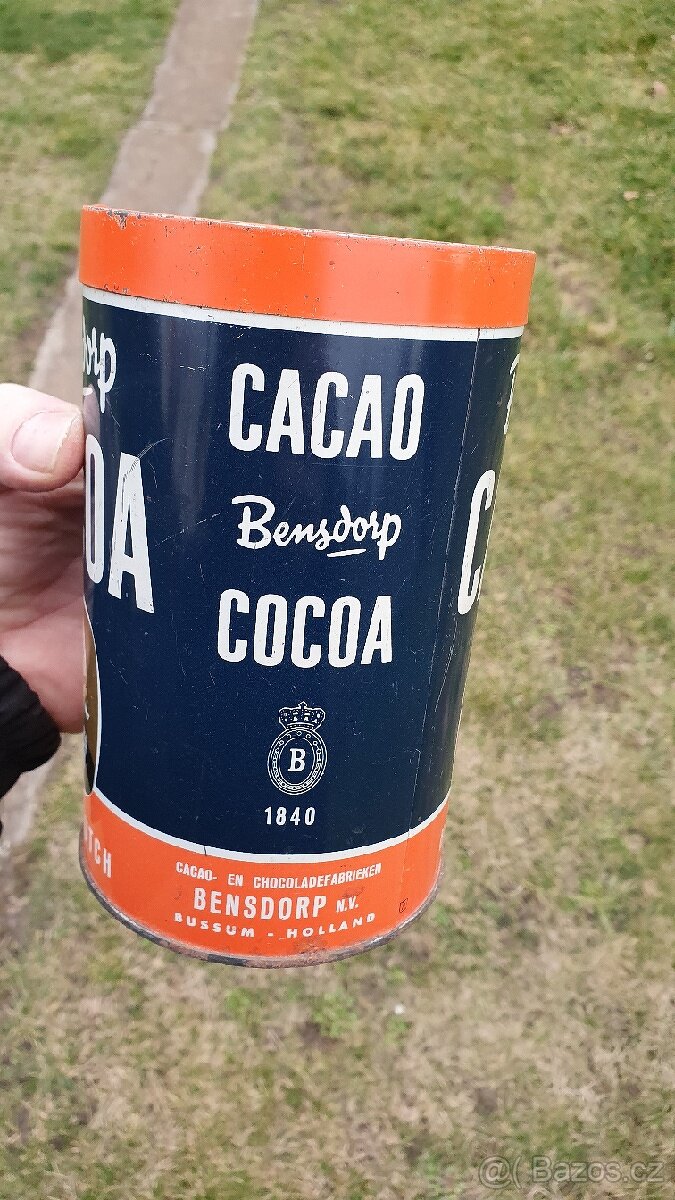 CACAO
Bensdorp
COCOA
B
1840
CACAO- EN CHOCOLADEFABRIEKEN
BENSDORP N.V.
BUSSUM - HOLLAND
@( Bazos.cz